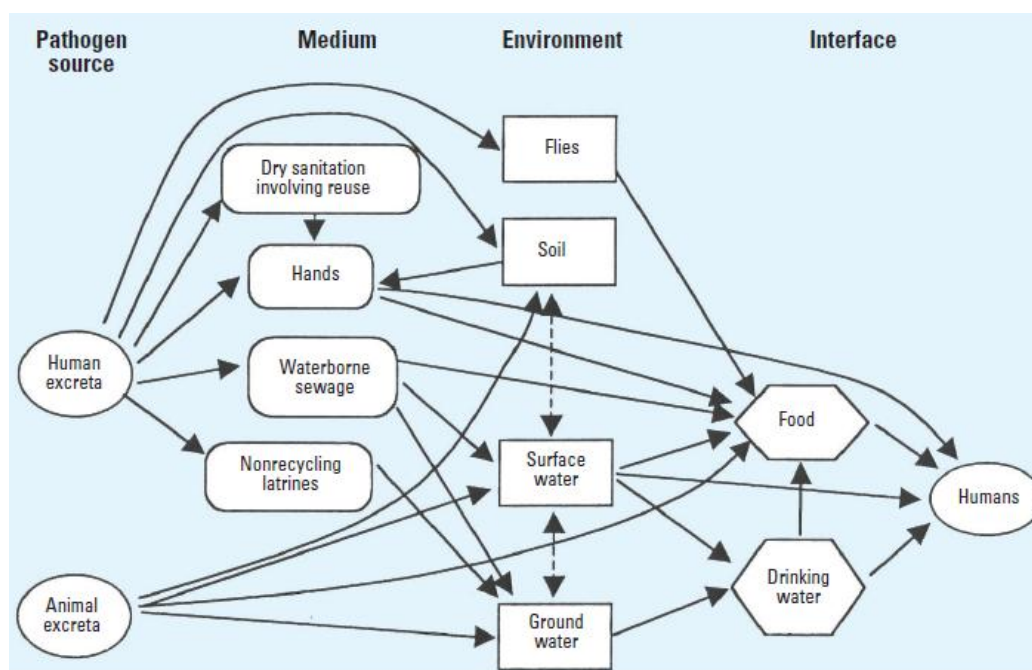 Pathogen
source
Medium
Environment
Interface
Flies
Dry sanitation
involving reuse
Soil
Hands
Human
excreta
Waterborne
sewage
Food
Nonrecycling
latrines
Surface
water
Humans
Animal
excreta
Drinking
water
Ground
water